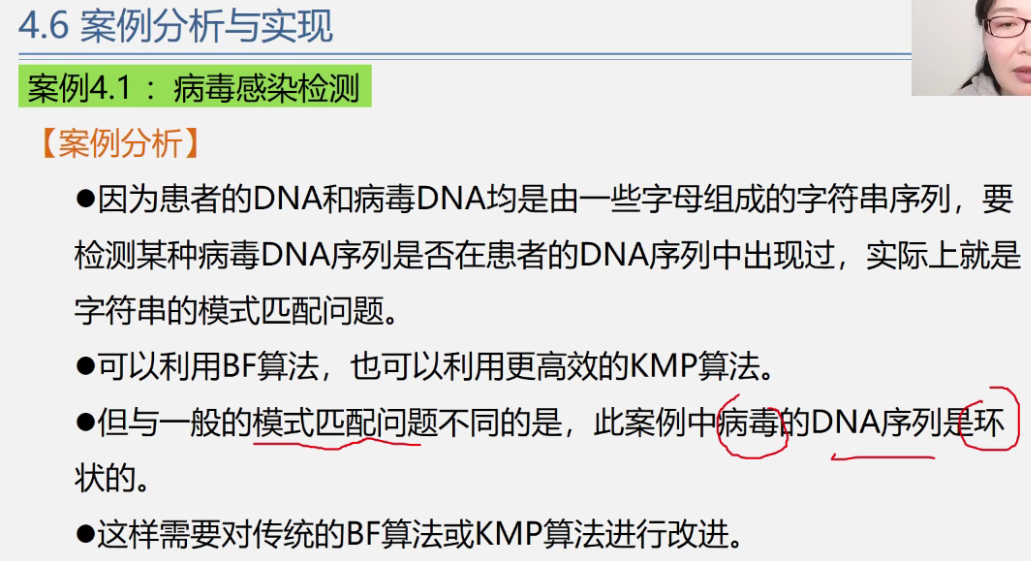 4.6 案例分析与实现
案例4.1 ：病毒感染检测
【案例分析】
●因为患者的DNA和病毒DNA均是由一些字母组成的字符串序列，要
检测某种病毒DNA序列是否在患者的DNA序列中出现过，实际上就是
字符串的模式匹配问题。
●可以利用BF算法，也可以利用更高效的KMP算法。
●但与一般的模式匹配问题不同的是，此案例中病毒的DNA序列是环
状的。
●这样需要对传统的BF算法或KMP算法进行改进。